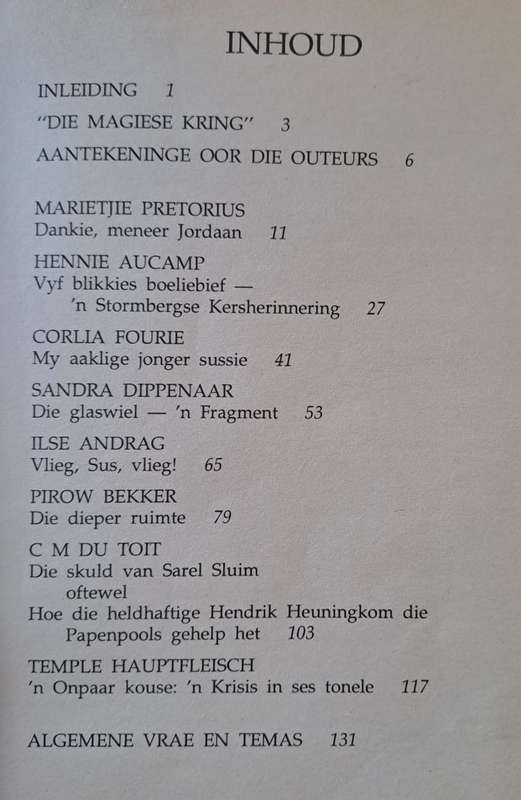 INHOUD
INLEIDING 1
"DIE MAGIESE KRING" 3
AANTEKENINGE OOR DIE OUTEURS 6
MARIETJIE PRETORIUS
Dankie, meneer Jordaan 11
HENNIE AUCAMP
Vyf blikkies boeliebief —
'n Stormbergse Kersherinnering 27
CORLIA FOURIE
My aaklige jonger sussie 41
SANDRA DIPPENAAR
Die glaswiel — 'n Fragment 53
ILSE ANDRAG
Vlieg, Sus, vlieg! 65
PIROW BEKKER
Die dieper ruimte 79
C M DU TOIT
Die skuld van Sarel Sluim
oftewel
Hoe die heldhaftige Hendrik Heuningkom die
Papenpools gehelp het 103
TEMPLE HAUPTFLEISCH
'n Onpaar kouse: 'n Krisis in ses tonele 117
ALGEMENE VRAE EN TEMAS 131